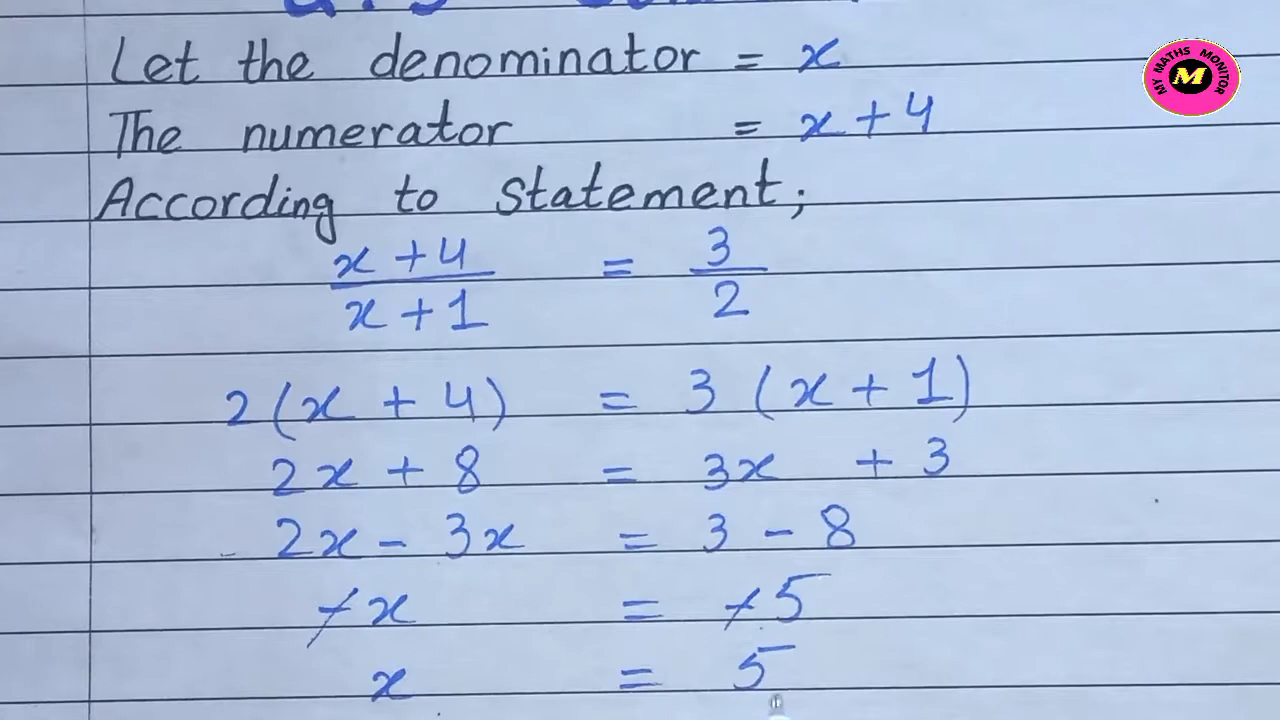 Let the denominator = x
The numerator = x + 4
According to statement;
x + 4 / x + 1 = 3 / 2
2(x + 4) = 3 (x + 1)
2x + 8 = 3x + 3
2x - 3x = 3 - 8
-x = -5
x = 5
MY MATHS MONITOR
M